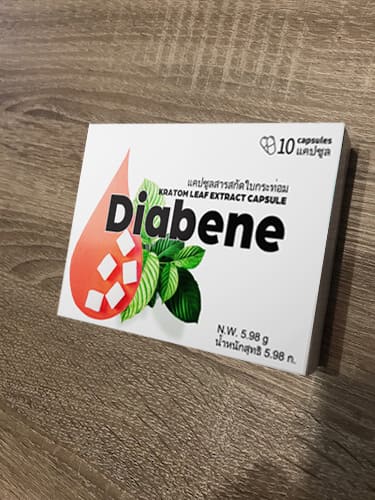 10 capsules
แคปซูล
แคปซูลสารสกัดใบกระท่อม
KRATOM LEAF EXTRACT CAPSULE
Diabene
N.W. 5.98 g
น้ำหนักสุทธิ 5.98 ก.